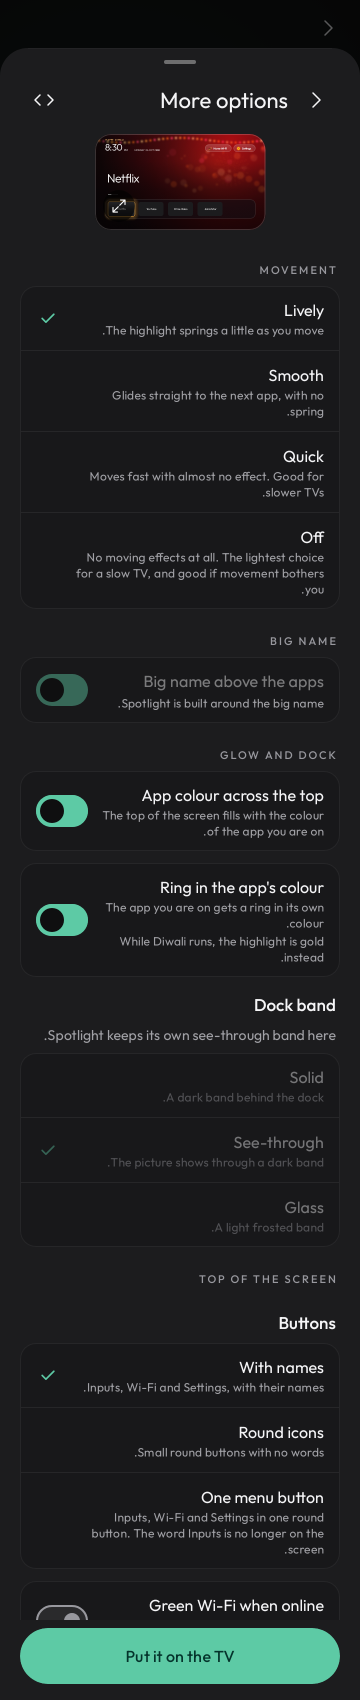 More options
8:30
Netflix
MOVEMENT
Lively
The highlight springs a little as you move.
Smooth
Glides straight to the next app, with no
spring.
Quick
Moves fast with almost no effect. Good for
slower TVs.
Off
No moving effects at all. The lightest choice
for a slow TV, and good if movement bothers
you.
BIG NAME
Big name above the apps
Spotlight is built around the big name.
GLOW AND DOCK
App colour across the top
The top of the screen fills with the colour
of the app you are on.
Ring in the app's colour
The app you are on gets a ring in its own
colour.
While Diwali runs, the highlight is gold
instead.
Dock band
Spotlight keeps its own see-through band here.
Solid
A dark band behind the dock.
See-through
The picture shows through a dark band.
Glass
A light frosted band.
TOP OF THE SCREEN
Buttons
With names
Inputs, Wi-Fi and Settings, with their names.
Round icons
Small round buttons with no words.
One menu button
Inputs, Wi-Fi and Settings in one round
button. The word Inputs is no longer on the
screen.
Green Wi-Fi when online
Put it on the TV